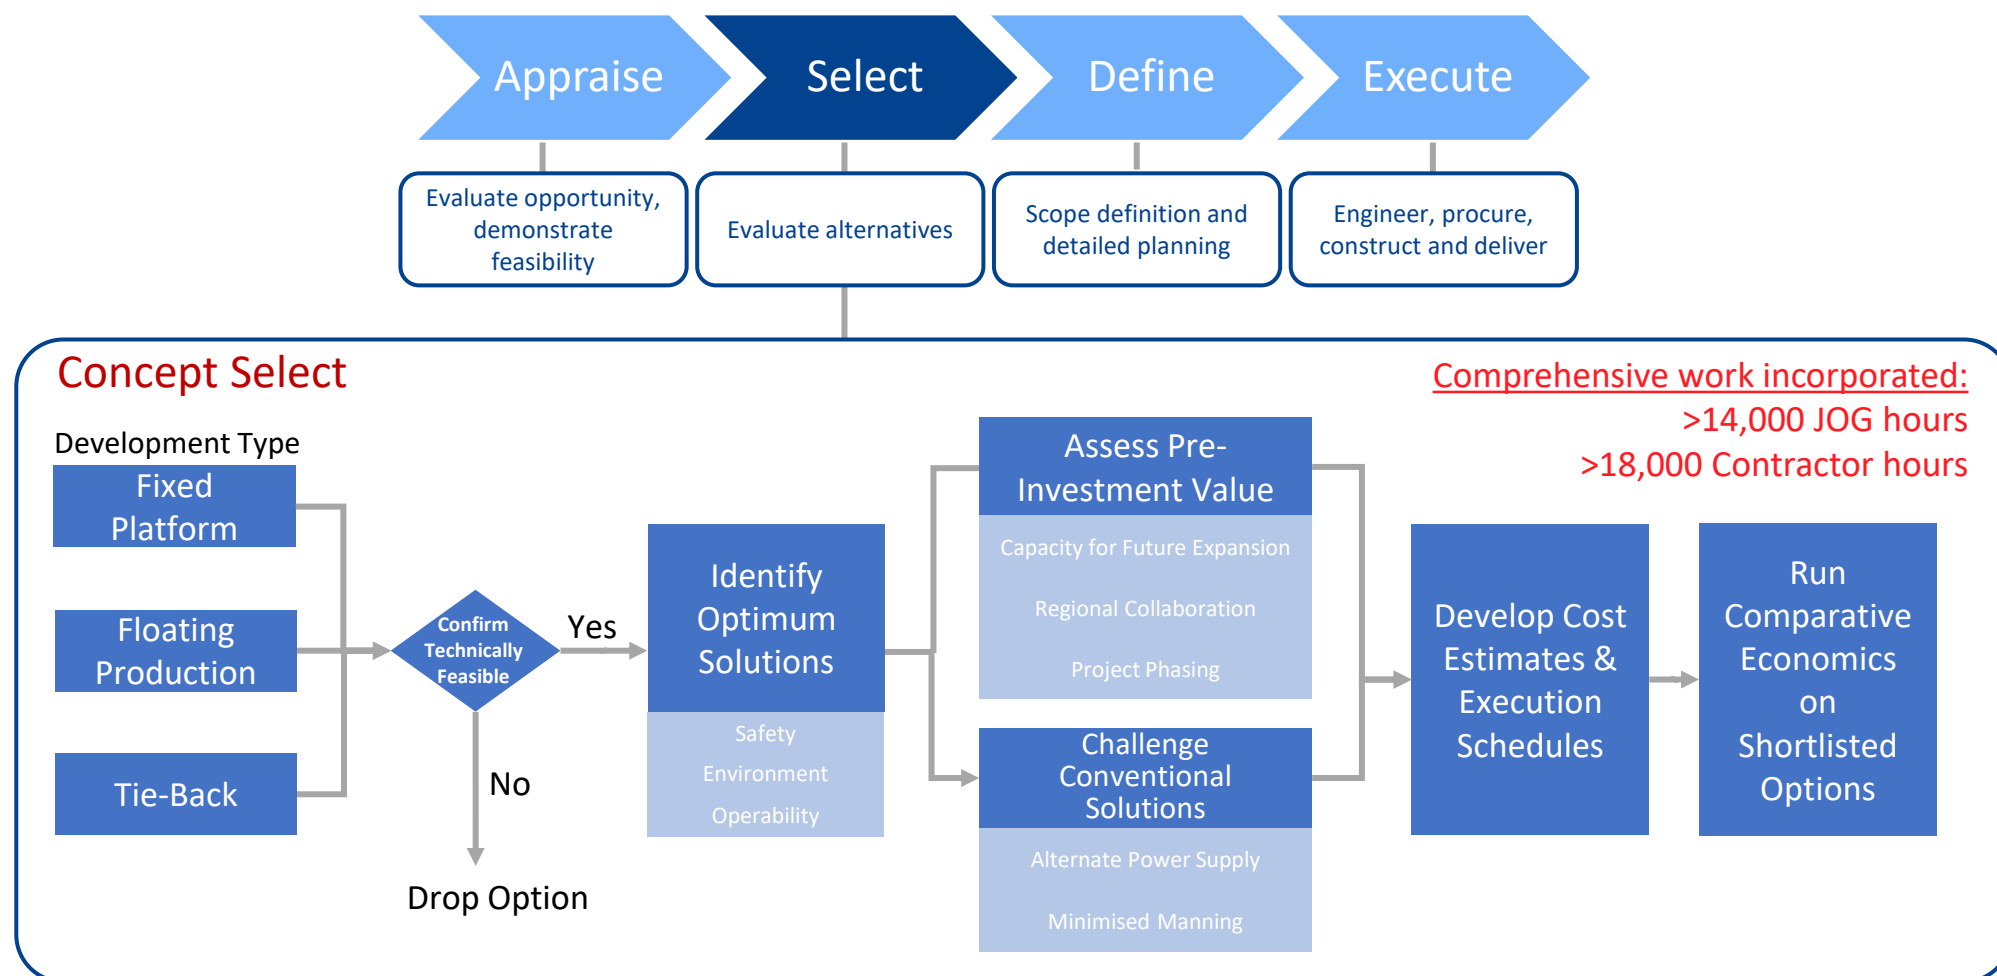 Appraise
Select
Define
Execute
Evaluate opportunity,
demonstrate
feasibility
Evaluate alternatives
Scope definition and
detailed planning
Engineer, procure,
construct and deliver
Concept Select
Comprehensive work incorporated:
>14,000 JOG hours
>18,000 Contractor hours
Development Type
Fixed
Platform
Floating
Production
Tie-Back
Confirm
Technically
Feasible
Yes
No
Drop Option
Identify
Optimum
Solutions
Safety
Environment
Operability
Assess Pre-
Investment Value
Capacity for Future Expansion
Regional Collaboration
Project Phasing
Challenge
Conventional
Solutions
Alternate Power Supply
Minimised Manning
Develop Cost
Estimates &
Execution
Schedules
Run
Comparative
Economics
on
Shortlisted
Options